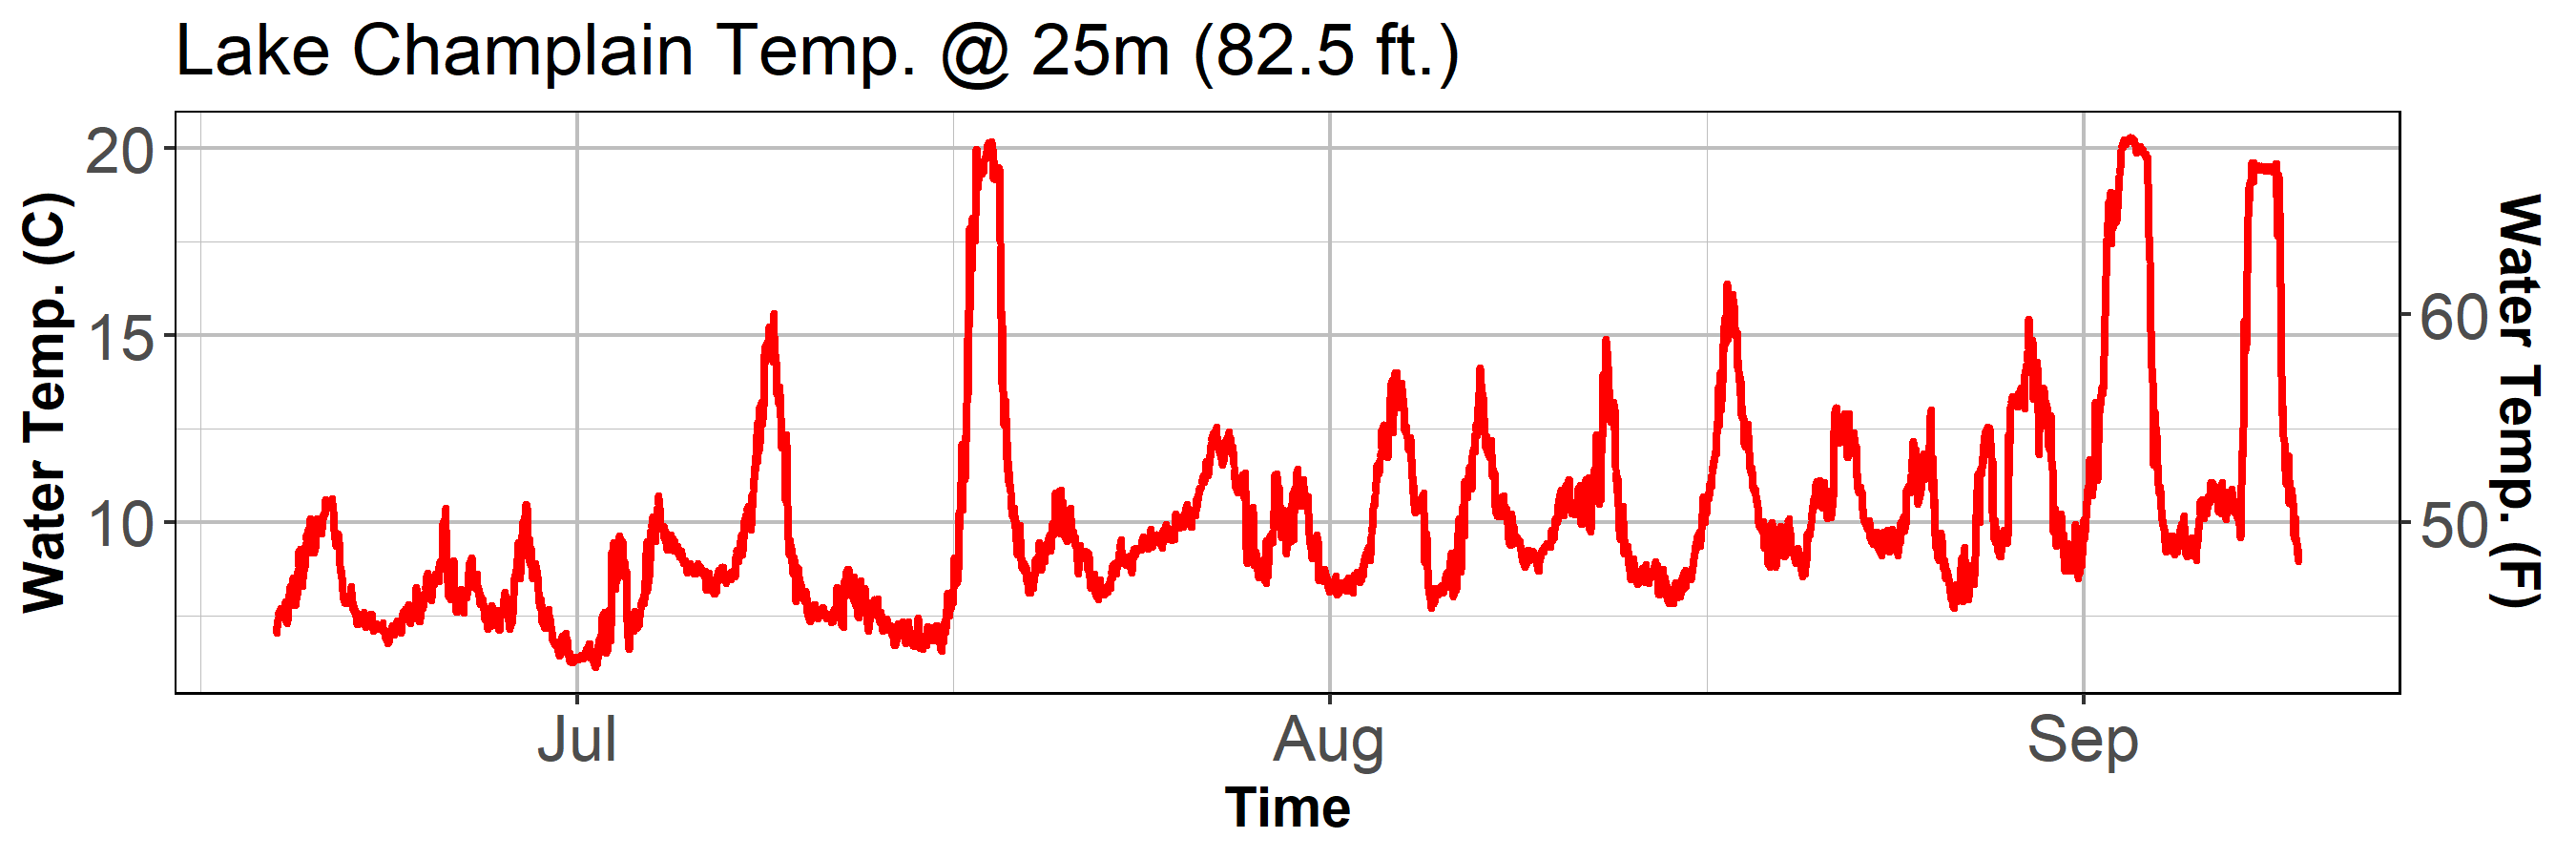 Lake Champlain Temp. @ 25m (82.5 ft.)
Water Temp. (C)
20
15
10
60
50
Water Temp. (F)
Jul
Aug
Sep
Time